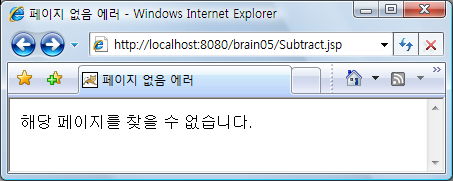 페이지 없음 에러 - Windows Internet Explorer
http://localhost:8080/brain05/Subtract.jsp
페이지 없음 에러
해당 페이지를 찾을 수 없습니다.